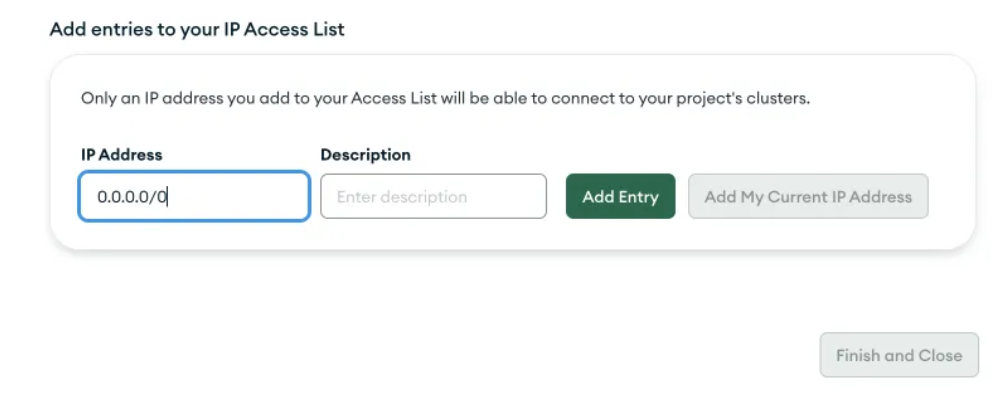 Add entries to your IP Access List
Only an IP address you add to your Access List will be able to connect to your project's clusters.
IP Address Description
0.0.0.0/0 Enter description Add Entry Add My Current IP Address
Finish and Close